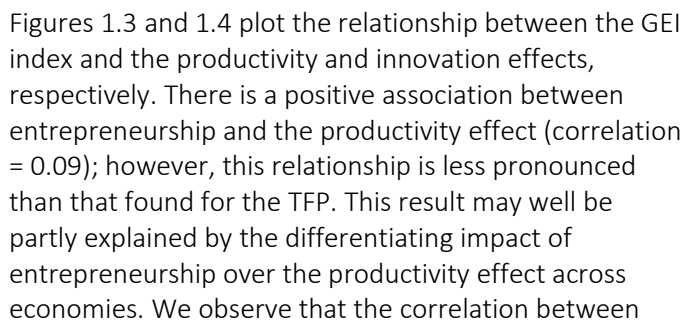 Figures 1.3 and 1.4 plot the relationship between the GEI
index and the productivity and innovation effects,
respectively. There is a positive association between
entrepreneurship and the productivity effect (correlation
= 0.09); however, this relationship is less pronounced
than that found for the TFP. This result may well be
partly explained by the differentiating impact of
entrepreneurship over the productivity effect across
economies. We observe that the correlation between